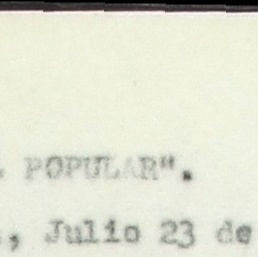 POPULAR".
, Julio 23 de